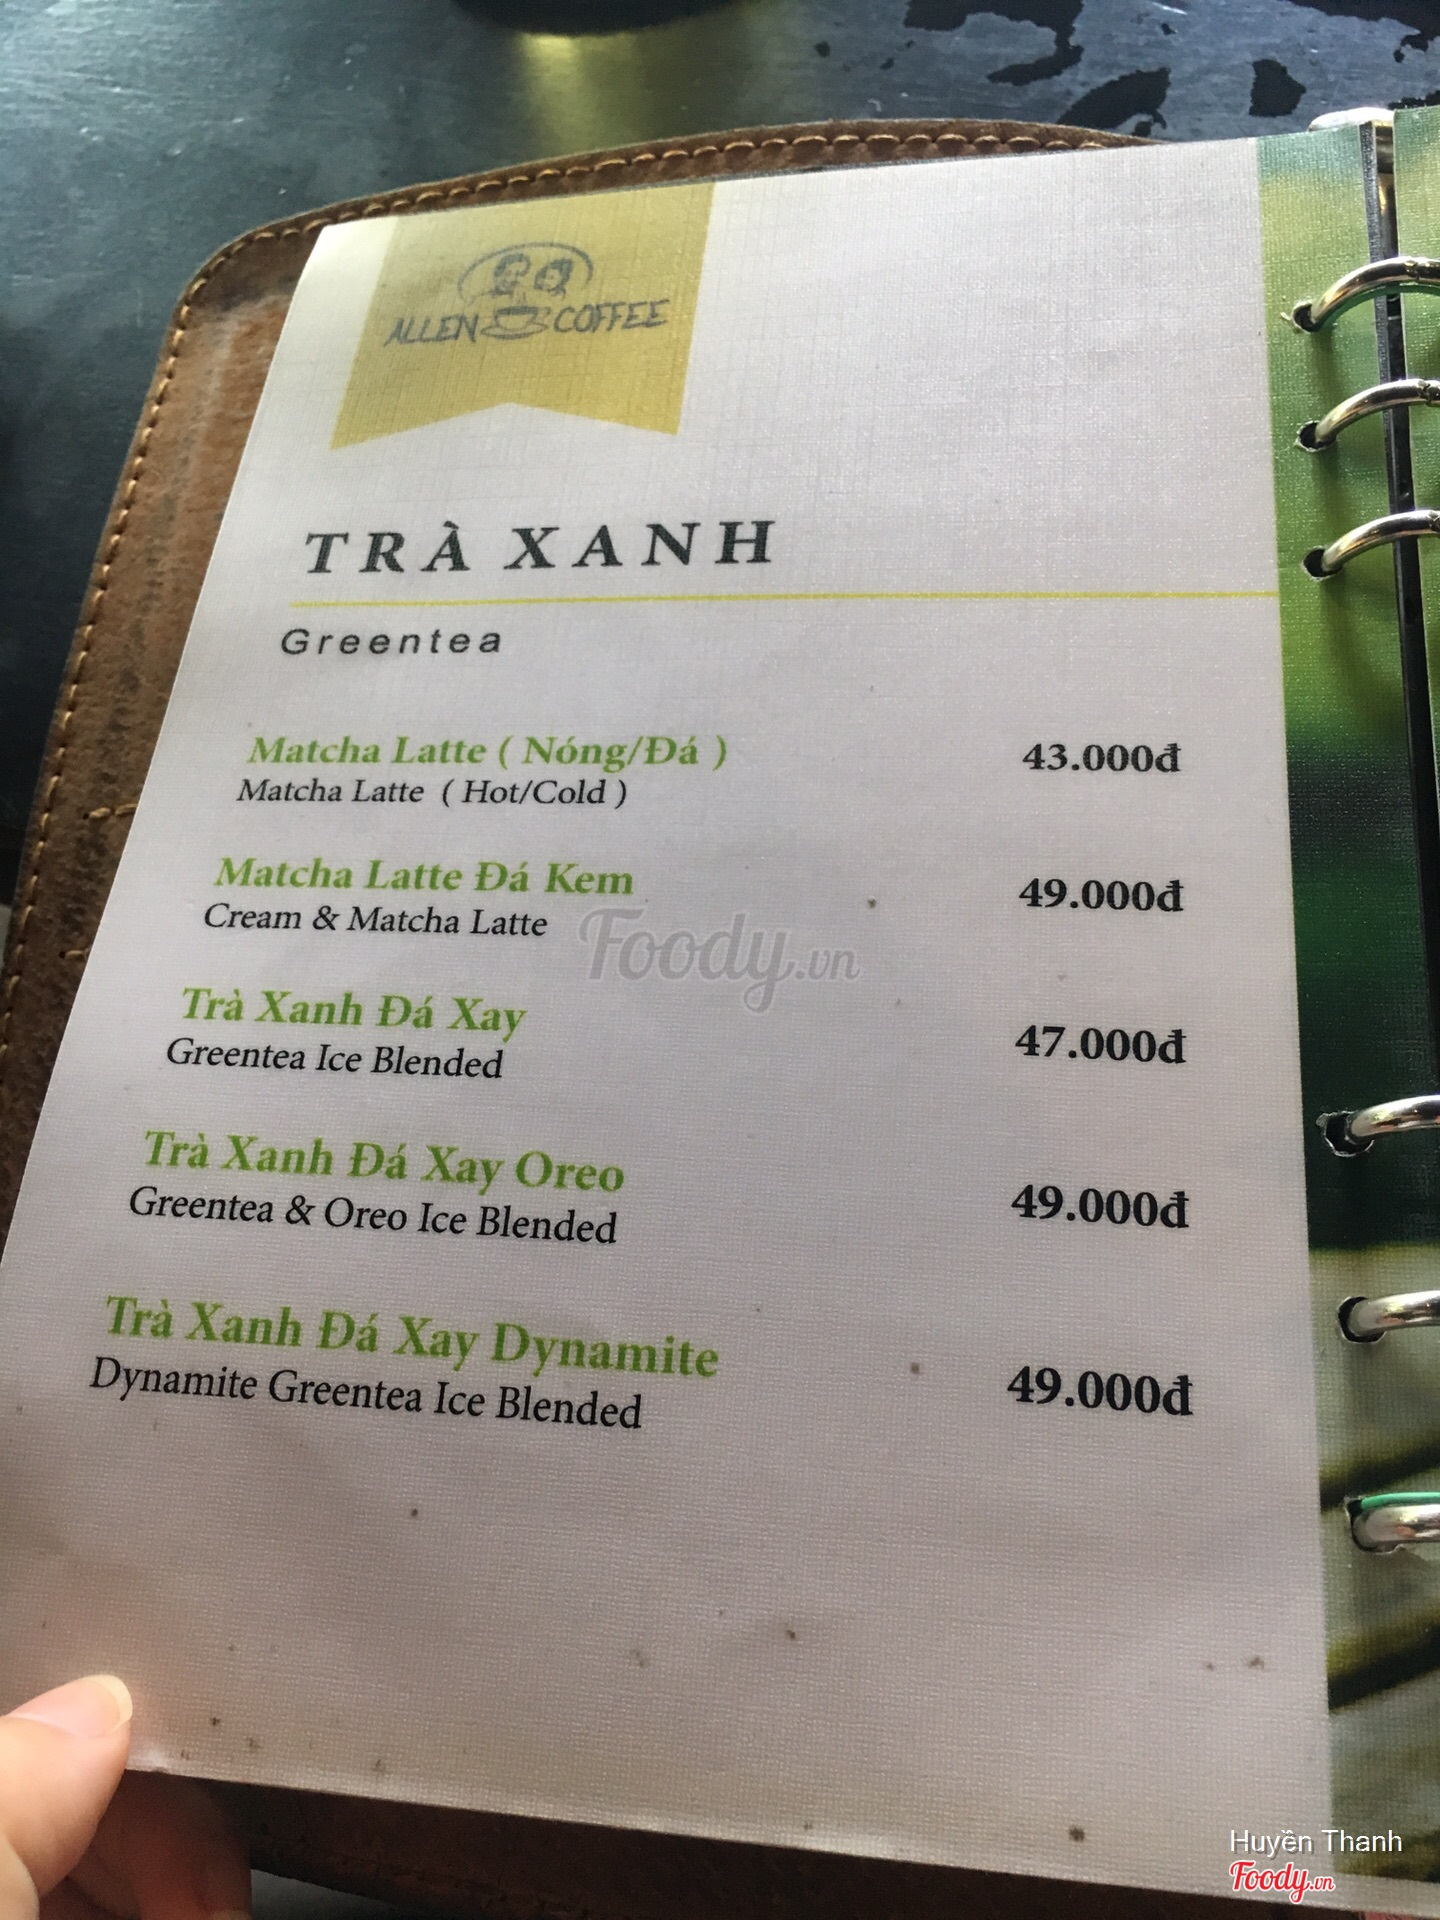 ALLEN COFFEE
TRÀ XANH
Greentea
Matcha Latte ( Nóng/Đá ) 43.000đ
Matcha Latte ( Hot/Cold )
Matcha Latte Đá Kem 49.000đ
Cream & Matcha Latte
Foody.vn
Trà Xanh Đá Xay 47.000đ
Greentea Ice Blended
Trà Xanh Đá Xay Oreo 49.000đ
Greentea & Oreo Ice Blended
Trà Xanh Đá Xay Dynamite 49.000đ
Dynamite Greentea Ice Blended
Huyền Thanh
Foody.vn